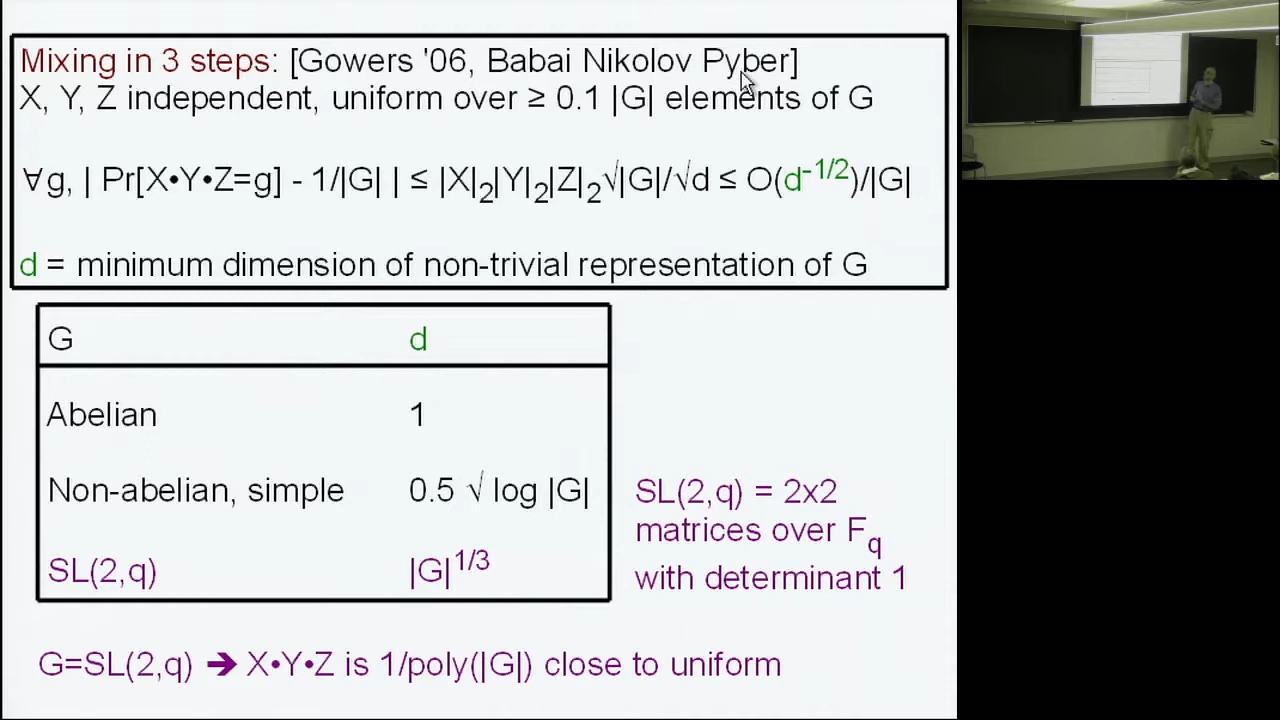 Mixing in 3 steps: [Gowers '06, Babai Nikolov Pyber]
X, Y, Z independent, uniform over ≥ 0.1 |G| elements of G
∀g, | Pr[X•Y•Z=g] - 1/|G| | ≤ |X|₂|Y|₂|Z|₂√|G|/√d ≤ O(d^-1/2)/|G|
d = minimum dimension of non-trivial representation of G
G d
Abelian 1
Non-abelian, simple 0.5 √ log |G|
SL(2,q) |G|^1/3
SL(2,q) = 2x2
matrices over F_q
with determinant 1
G=SL(2,q) ➔ X•Y•Z is 1/poly(|G|) close to uniform